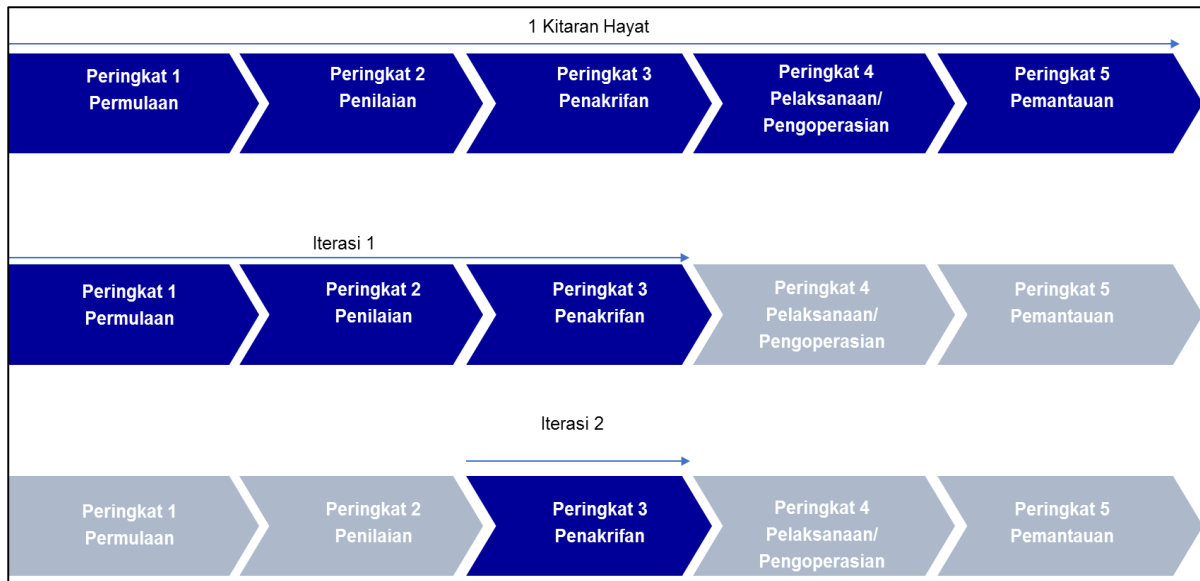 1 Kitaran Hayat
Peringkat 1
Permulaan
Peringkat 2
Penilaian
Peringkat 3
Penakrifan
Peringkat 4
Pelaksanaan/
Pengoperasian
Peringkat 5
Pemantauan
Iterasi 1
Peringkat 1
Permulaan
Peringkat 2
Penilaian
Peringkat 3
Penakrifan
Peringkat 4
Pelaksanaan/
Pengoperasian
Peringkat 5
Pemantauan
Iterasi 2
Peringkat 1
Permulaan
Peringkat 2
Penilaian
Peringkat 3
Penakrifan
Peringkat 4
Pelaksanaan/
Pengoperasian
Peringkat 5
Pemantauan